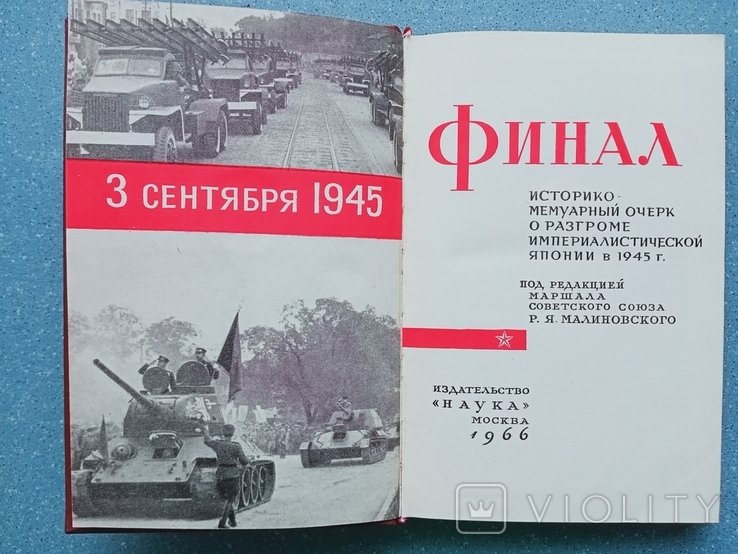 3 СЕНТЯБРЯ 1945
ФИНАЛ
ИСТОРИКО-
МЕМУАРНЫЙ ОЧЕРК
О РАЗГРОМЕ
ИМПЕРИАЛИСТИЧЕСКОЙ
ЯПОНИИ в 1945 г.
ПОД РЕДАКЦИЕЙ
МАРШАЛА
СОВЕТСКОГО СОЮЗА
Р. Я. МАЛИНОВСКОГО
ИЗДАТЕЛЬСТВО
«НАУКА»
МОСКВА
1966
VIOLITY